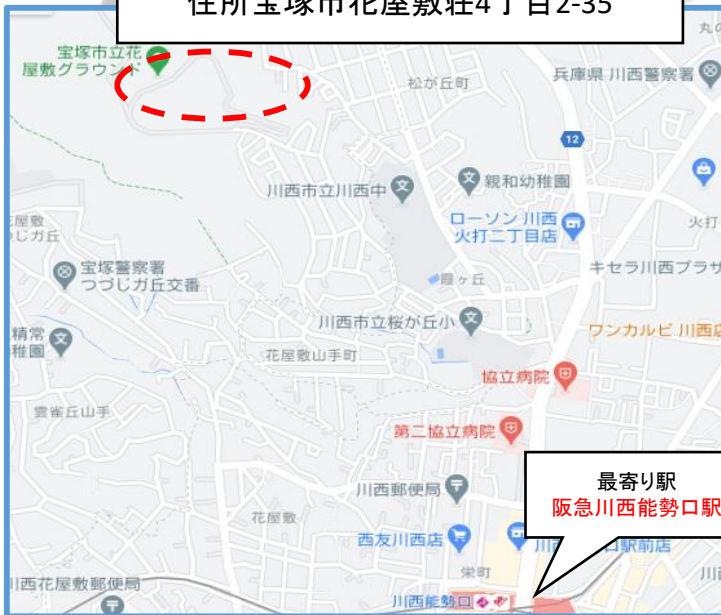 住所宝塚市花屋敷荘4丁目2-35
丸の
宝塚市立花
屋敷グラウンド
松が丘町
兵庫県 川西警察署
12
川西市立川西中
親和幼稚園
ローソン 川西
火打二丁目店
火打
花屋敷
つじガ丘
宝塚警察署
つづじガ丘交番
キセラ川西プラザ
霞ヶ丘
川西市立桜が丘小
ワンカルビ 川西店
精常
稚園
花屋敷山手町
協立病院
雲雀丘山手
第二協立病院
最寄り駅
阪急川西能勢口駅
川西郵便局
花屋敷
西友川西店
口駅前店
栄町
川西花屋敷郵便局
川西能勢口